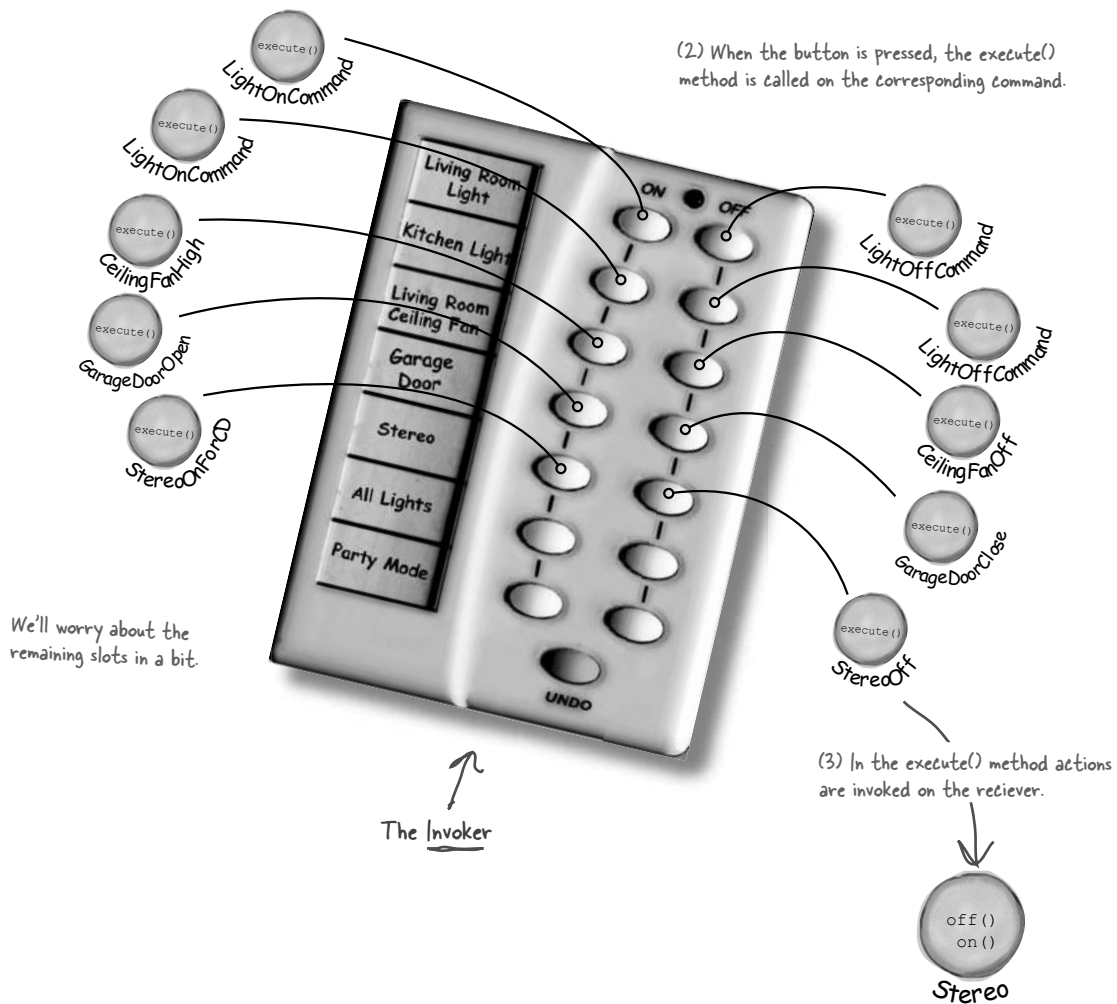 execute()
LightOnCommand
(2) When the button is pressed, the execute()
method is called on the corresponding command.
execute()
LightOnCommand
Living Room
Light
ON
OFF
execute()
LightOffCommand
execute()
CeilingFanHigh
Kitchen Light
Living Room
Ceiling Fan
execute()
LightOffCommand
execute()
GarageDoorOpen
Garage
Door
execute()
CeilingFanOff
execute()
StereoOnForCD
Stereo
All Lights
Party Mode
execute()
GarageDoorClose
We'll worry about the
remaining slots in a bit.
execute()
StereoOff
UNDO
(3) In the execute() method actions
are invoked on the reciever.
The Invoker
off()
on()
Stereo